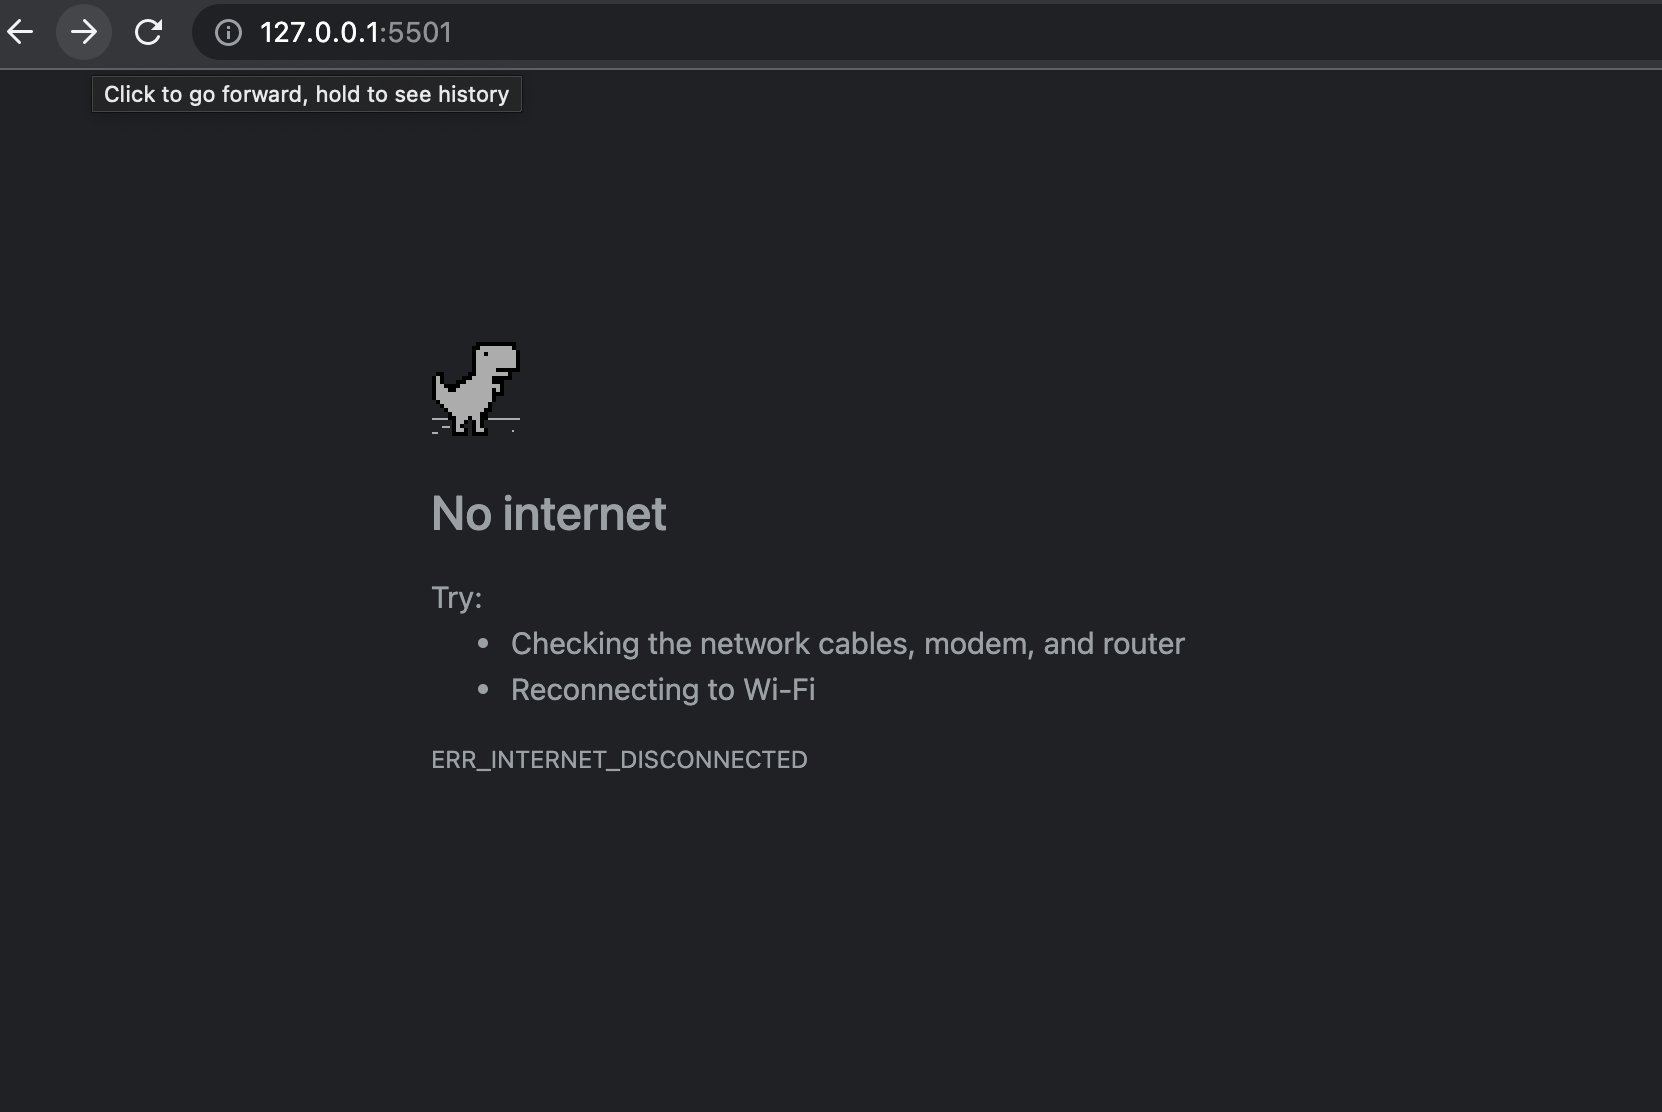 127.0.0.1:5501
Click to go forward, hold to see history
No internet
Try:
Checking the network cables, modem, and router
Reconnecting to Wi-Fi
ERR_INTERNET_DISCONNECTED